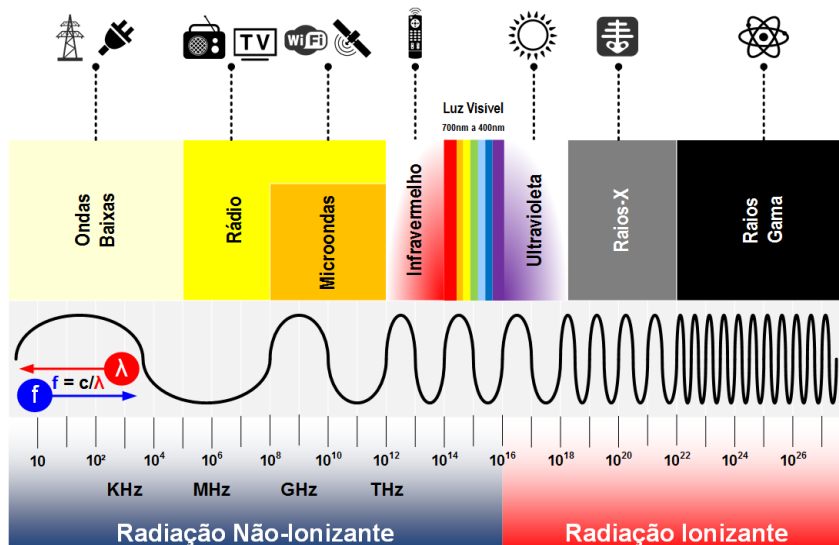 TV
WiFi
Luz Visível
700nm a 400nm
Ondas
Baixas
Rádio
Microondas
Infravermelho
Ultravioleta
Raios-X
Raios
Gama
λ
f
f = c/λ
10 10² 10⁴ 10⁶ 10⁸ 10¹⁰ 10¹² 10¹⁴ 10¹⁶ 10¹⁸ 10²⁰ 10²² 10²⁴ 10²⁶
KHz MHz GHz THz
Radiação Não-Ionizante Radiação Ionizante